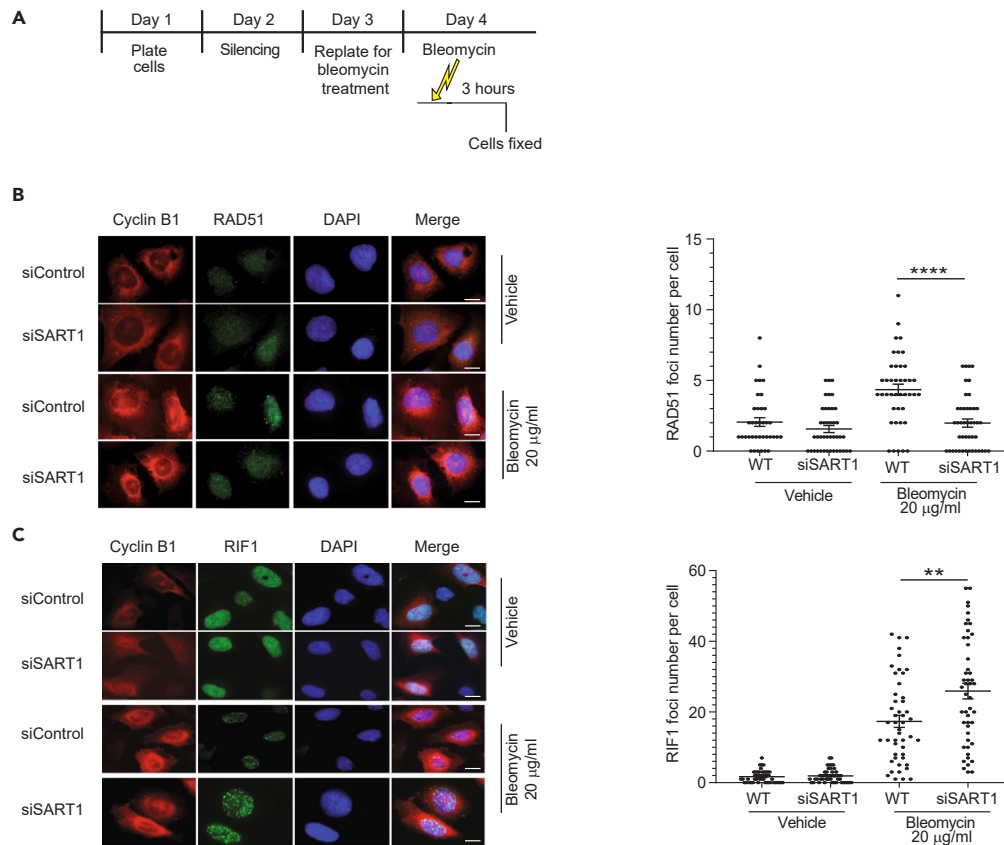 A
Day 1 Day 2 Day 3 Day 4
Plate cells
Silencing
Replate for bleomycin treatment
Bleomycin
3 hours
Cells fixed
B
Cyclin B1 RAD51 DAPI Merge
siControl
siSART1
Vehicle
siControl
siSART1
Bleomycin
20 µg/ml
RAD51 foci number per cell
15
10
5
0
****
WT siSART1 WT siSART1
Vehicle
Bleomycin
20 µg/ml
C
Cyclin B1 RIF1 DAPI Merge
siControl
siSART1
Vehicle
siControl
siSART1
Bleomycin
20 µg/ml
RIF1 foci number per cell
60
40
20
0
**
WT siSART1 WT siSART1
Vehicle
Bleomycin
20 µg/ml